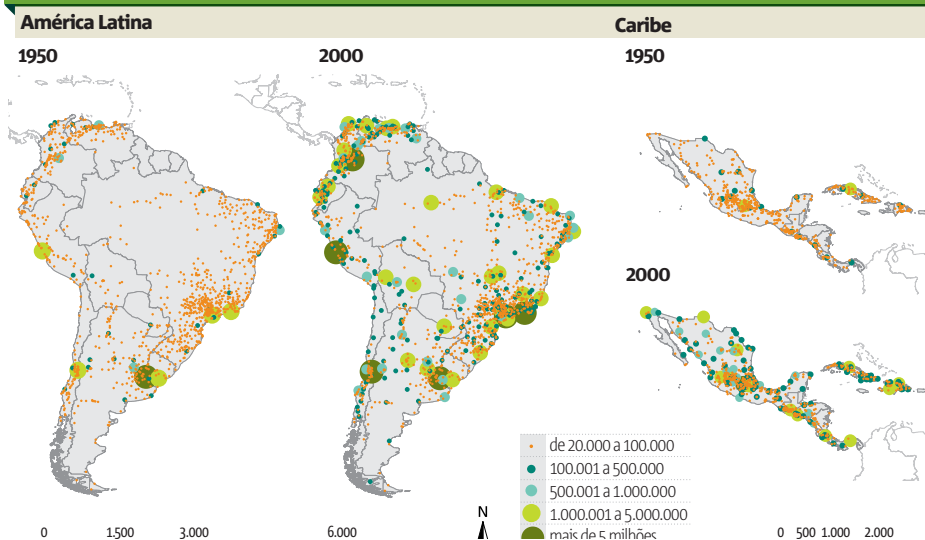 América Latina
Caribe
1950
2000
1950
2000
de 20.000 a 100.000
100.001 a 500.000
500.001 a 1.000.000
1.000.001 a 5.000.000
mais de 5 milhões
N
0 1.500 3.000 6.000
0 500 1.000 2.000